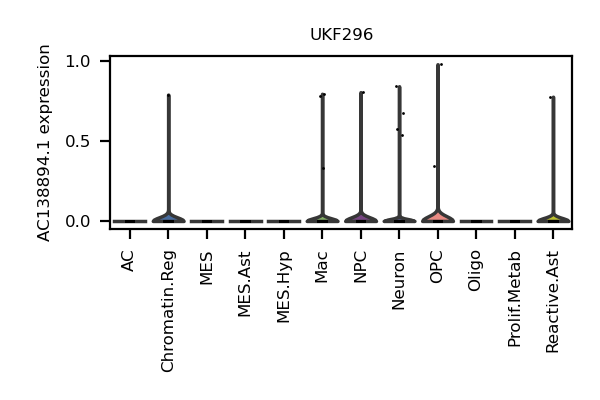 UKF296
AC138894.1 expression
1.0
0.5
0.0
AC
Chromatin.Reg
MES
MES.Ast
MES.Hyp
Mac
NPC
Neuron
OPC
Oligo
Prolif.Metab
Reactive.Ast